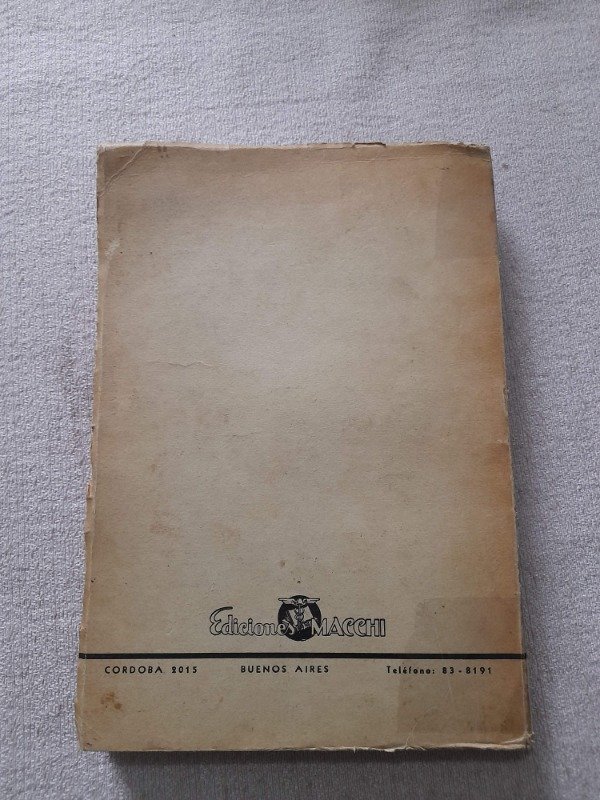 Ediciones MACCHI
CORDOBA 2015 BUENOS AIRES Teléfono: 83-8191